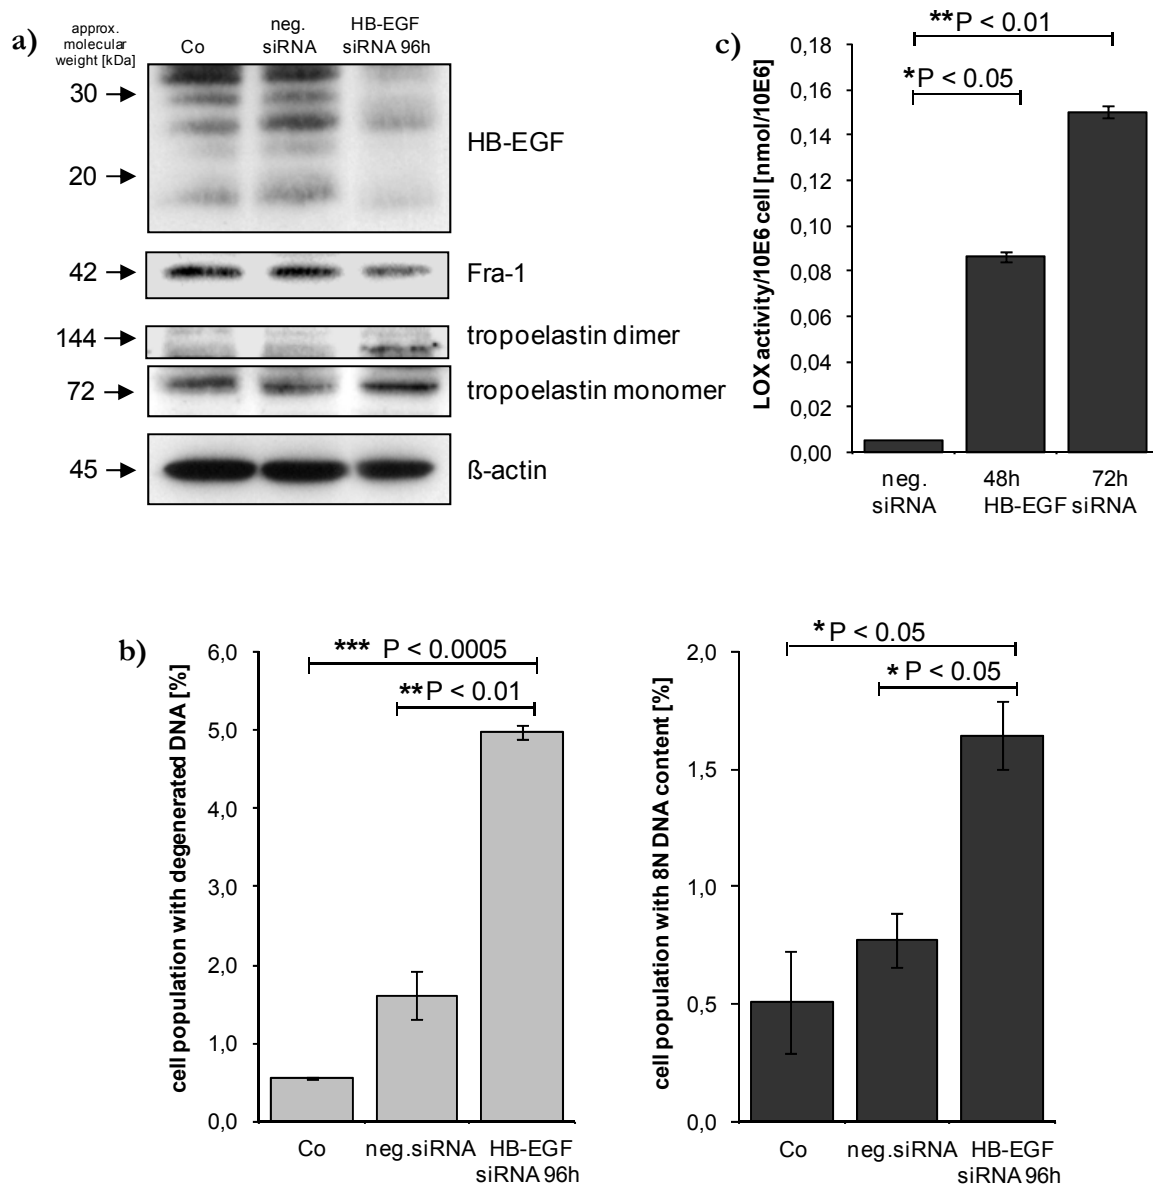 a)
approx.
molecular
weight [kDa]
Co
neg.
siRNA
HB-EGF
siRNA 96h
30
20
HB-EGF
42
Fra-1
144
tropoelastin dimer
72
tropoelastin monomer
45
ß-actin
c)
**P < 0.01
*P < 0.05
LOX activity/10E6 cell [nmol/10E6]
0,18
0,16
0,14
0,12
0,10
0,08
0,06
0,04
0,02
0,00
neg.
siRNA
48h
72h
HB-EGF siRNA
b)
*** P < 0.0005
**P < 0.01
cell population with degenerated DNA [%]
6,0
5,0
4,0
3,0
2,0
1,0
0,0
Co
neg.siRNA
HB-EGF
siRNA 96h
*P < 0.05
* P < 0.05
cell population with 8N DNA content [%]
2,0
1,5
1,0
0,5
0,0
Co
neg.siRNA
HB-EGF
siRNA 96h